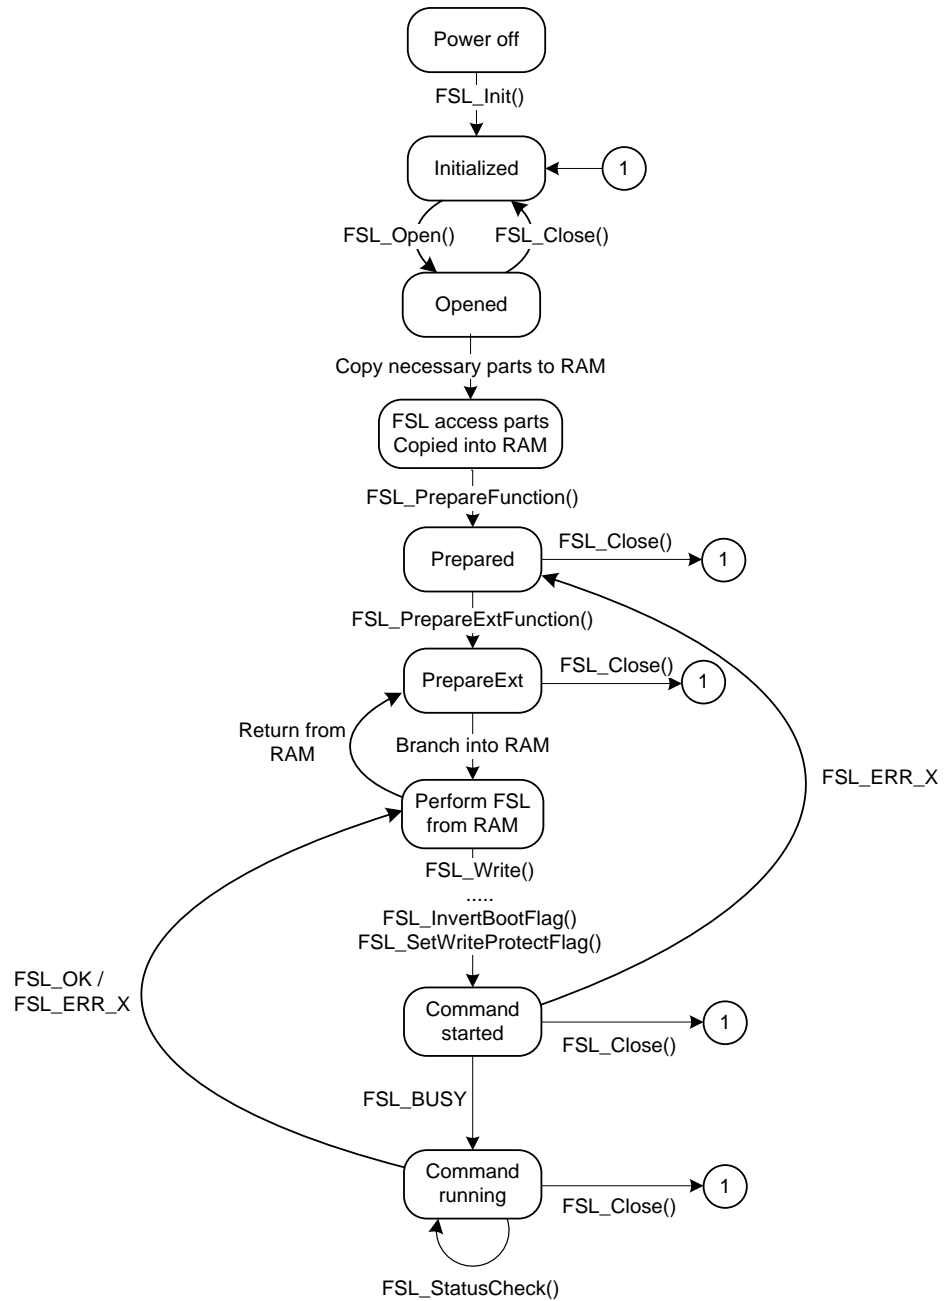 Power off
FSL_Init()
Initialized
1
FSL_Open()
FSL_Close()
Opened
Copy necessary parts to RAM
FSL access parts
Copied into RAM
FSL_PrepareFunction()
Prepared
FSL_Close()
1
FSL_PrepareExtFunction()
PrepareExt
FSL_Close()
1
Return from
RAM
Branch into RAM
FSL_ERR_X
Perform FSL
from RAM
FSL_Write()
.....
FSL_InvertBootFlag()
FSL_SetWriteProtectFlag()
FSL_OK /
FSL_ERR_X
Command
started
FSL_Close()
1
FSL_BUSY
Command
running
FSL_Close()
1
FSL_StatusCheck()